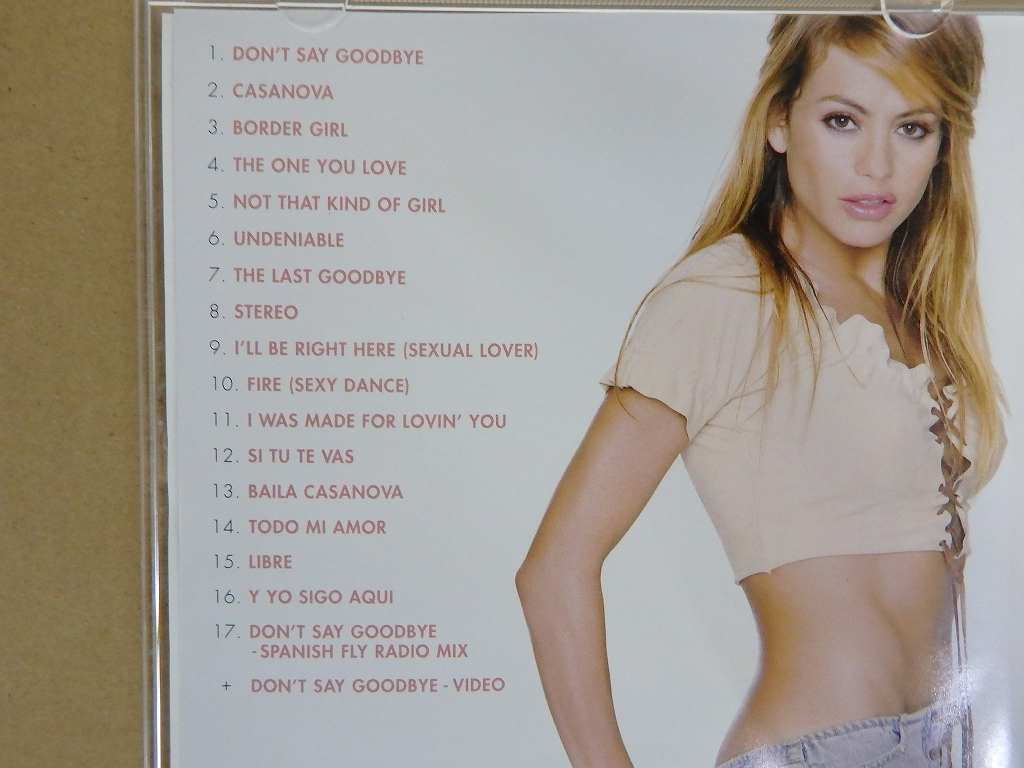 1. DON'T SAY GOODBYE
2. CASANOVA
3. BORDER GIRL
4. THE ONE YOU LOVE
5. NOT THAT KIND OF GIRL
6. UNDENIABLE
7. THE LAST GOODBYE
8. STEREO
9. I'LL BE RIGHT HERE (SEXUAL LOVER)
10. FIRE (SEXY DANCE)
11. I WAS MADE FOR LOVIN' YOU
12. SI TU TE VAS
13. BAILA CASANOVA
14. TODO MI AMOR
15. LIBRE
16. Y YO SIGO AQUI
17. DON'T SAY GOODBYE
-SPANISH FLY RADIO MIX
+ DON'T SAY GOODBYE - VIDEO